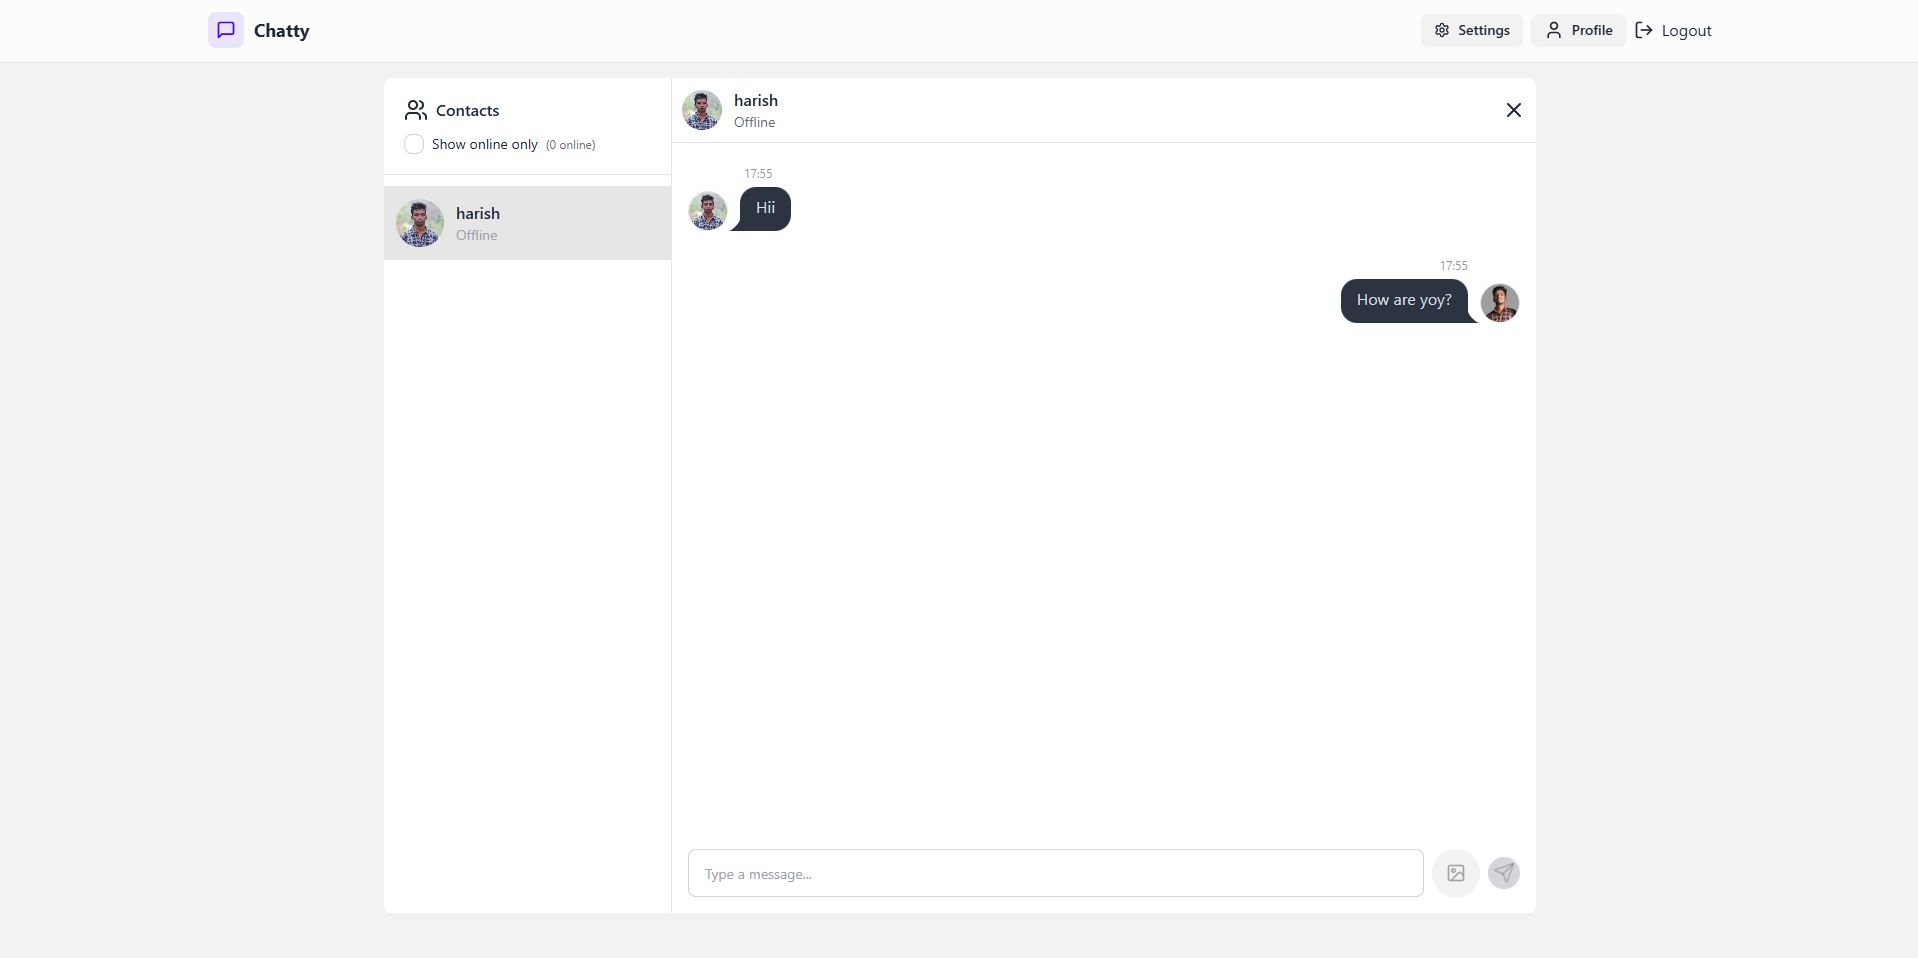 Chatty
Settings
Profile
Logout
Contacts
Show online only (0 online)
harish
Offline
harish
Offline
17:55
Hii
17:55
How are yoy?
Type a message...